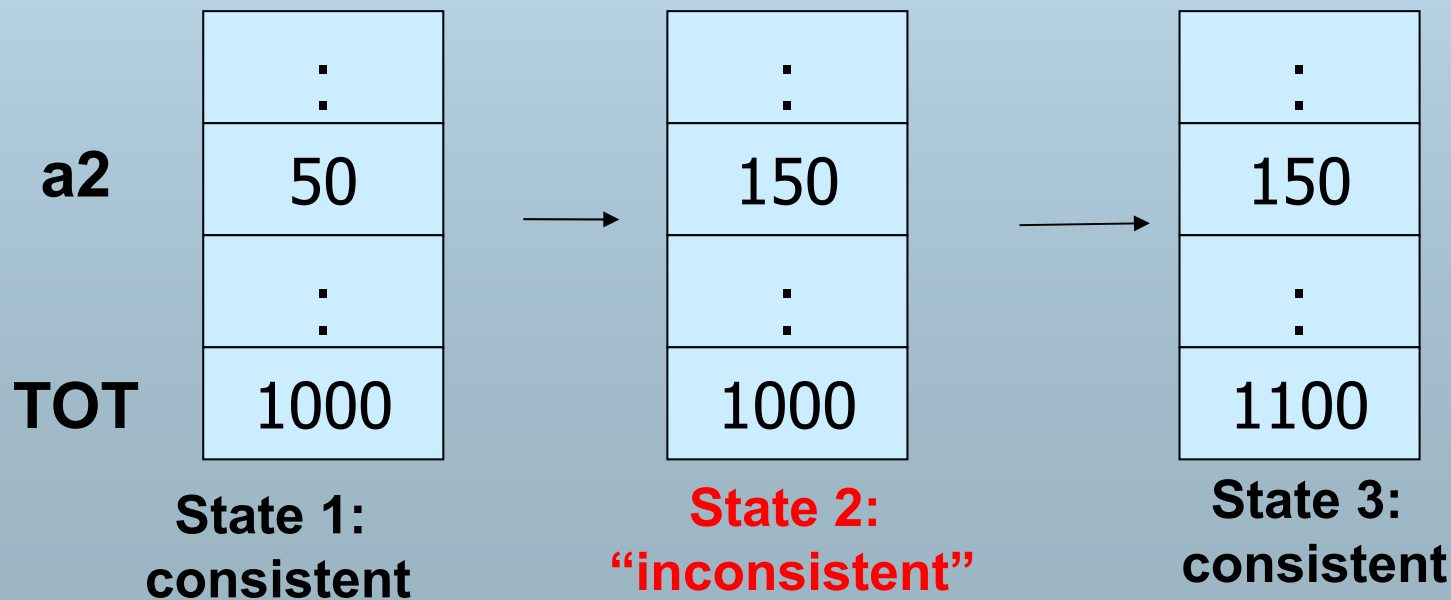 :
:
:
a2
50
150
150
:
:
:
TOT
1000
1000
1100
State 1:
consistent
State 2:
“inconsistent”
State 3:
consistent